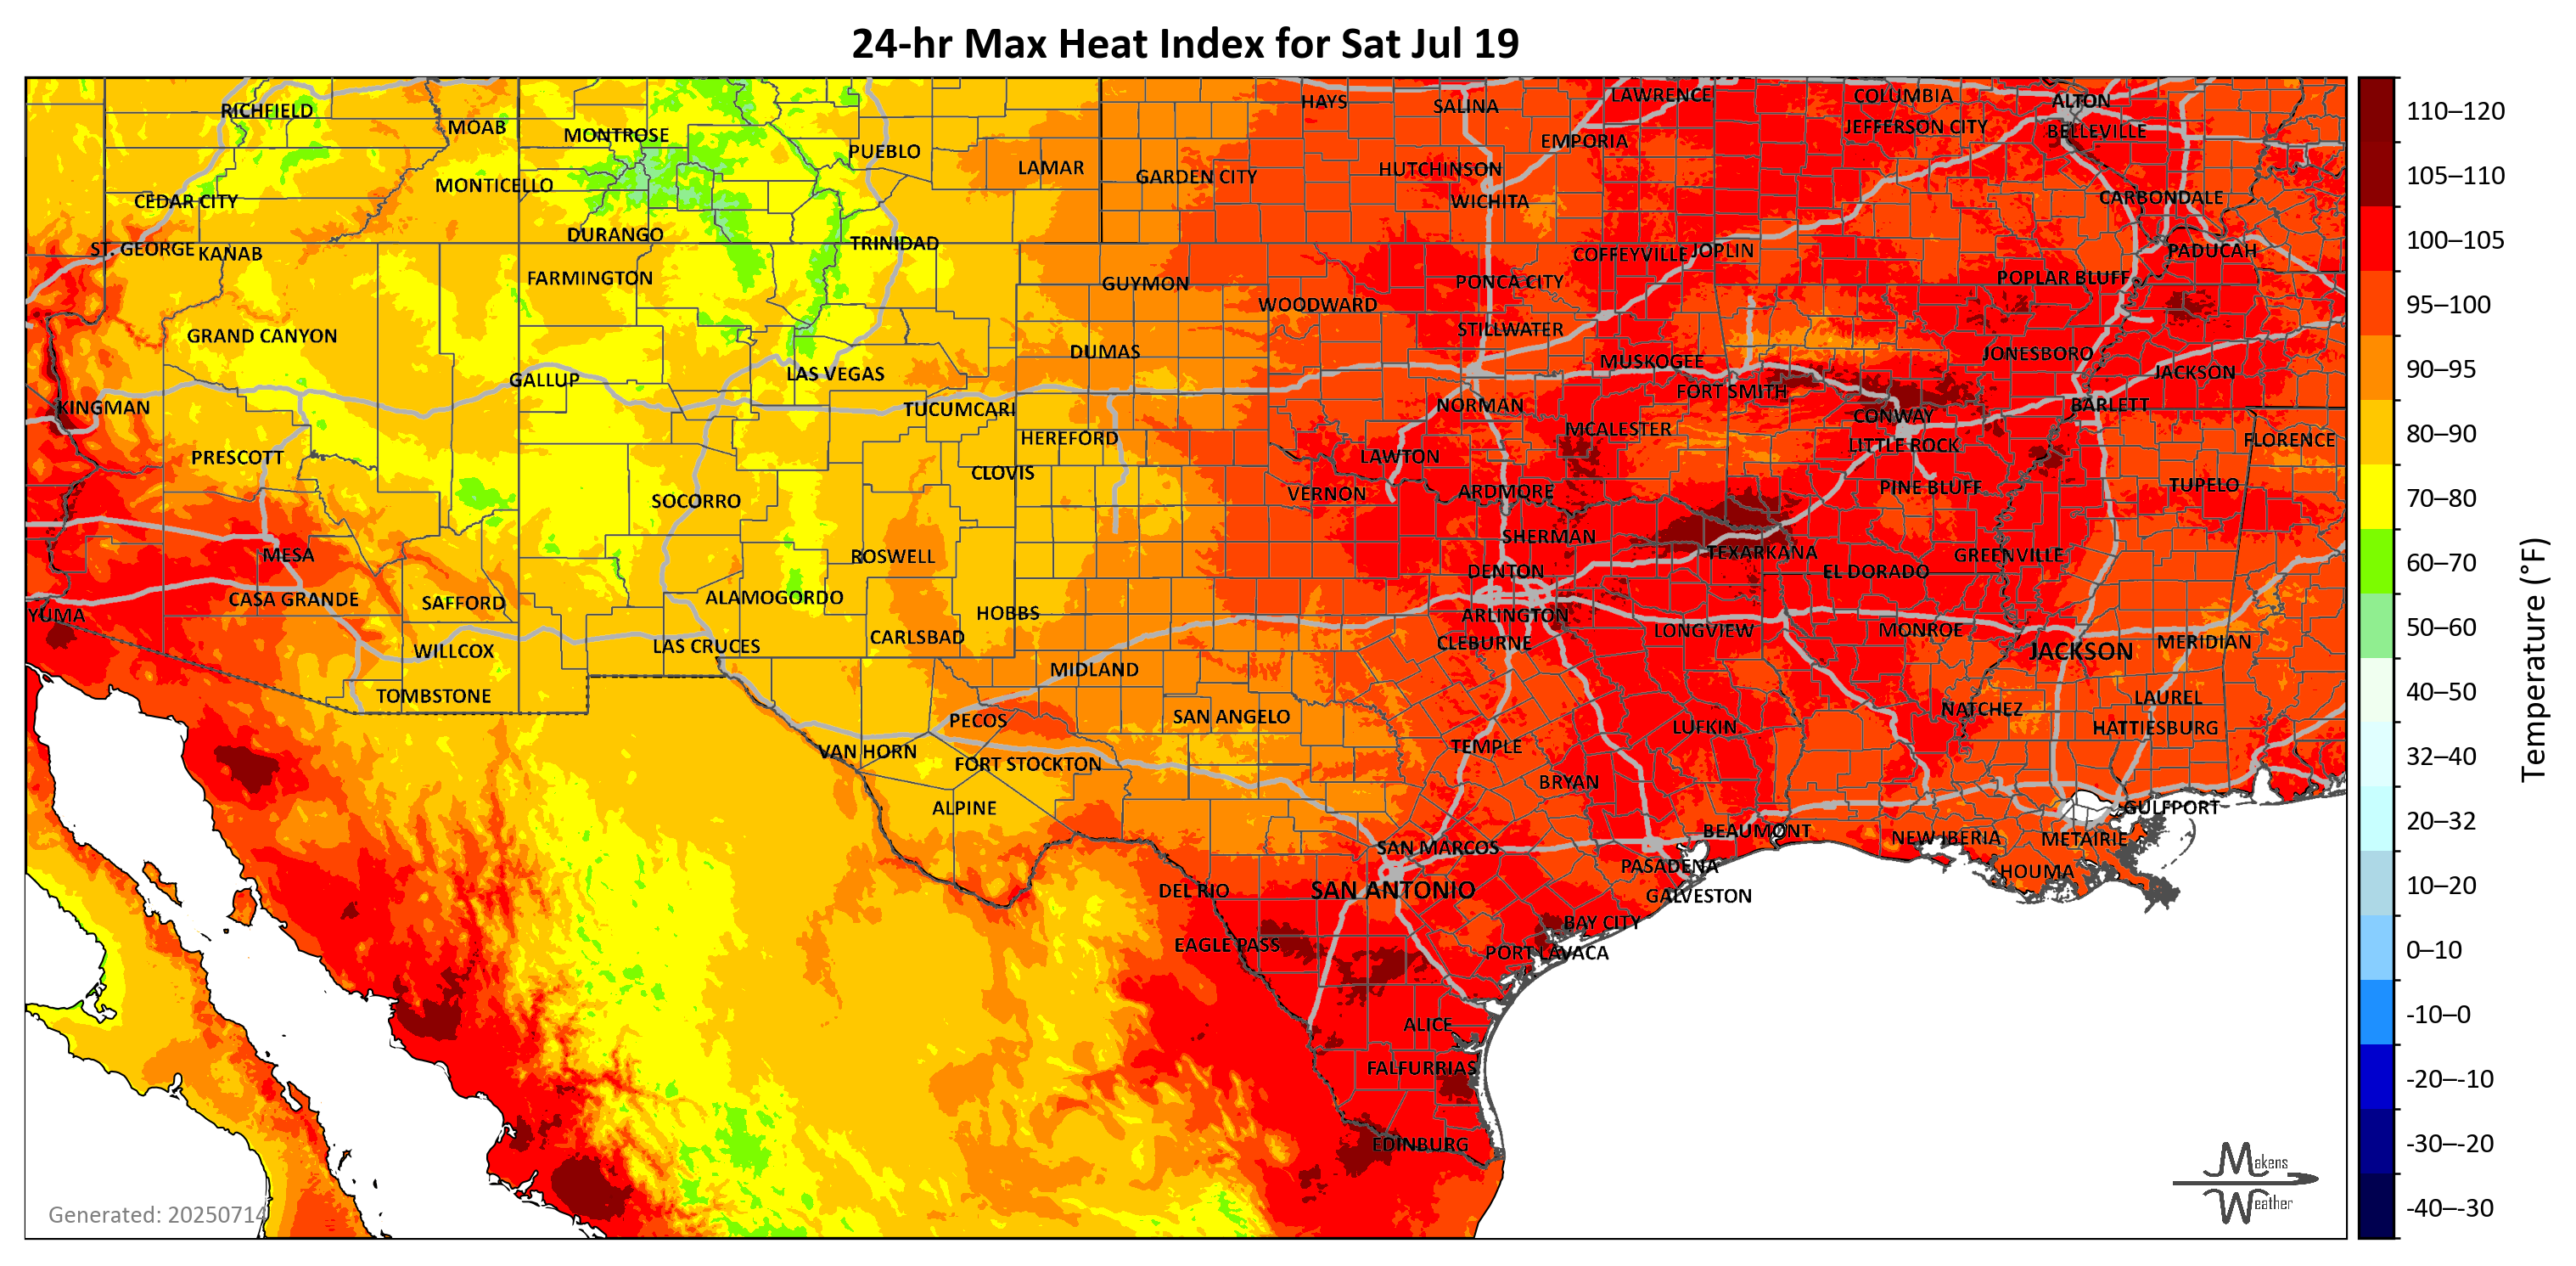 24-hr Max Heat Index for Sat Jul 19
RICHFIELD
MOAB
MONTROSE
PUEBLO
LAMAR
GARDEN CITY
HAYS
SALINA
LAWRENCE
COLUMBIA
ALTON
EMPORIA
JEFFERSON CITY
BELLEVILLE
HUTCHINSON
MONTICELLO
CEDAR CITY
WICHITA
CARBONDALE
DURANGO
TRINIDAD
ST. GEORGE
KANAB
COFFEYVILLE
JOPLIN
PADUCAH
FARMINGTON
GUYMON
PONCA CITY
POPLAR BLUFF
WOODWARD
GRAND CANYON
STILLWATER
DUMAS
MUSKOGEE
JONESBORO
GALLUP
LAS VEGAS
FORT SMITH
JACKSON
KINGMAN
TUCUMCARI
NORMAN
CONWAY
BARLETT
HEREFORD
MCALESTER
LITTLE ROCK
FLORENCE
PRESCOTT
CLOVIS
LAWTON
SOCORRO
VERNON
ARDMORE
PINE BLUFF
TUPELO
MESA
ROSWELL
SHERMAN
TEXARKANA
GREENVILLE
DENTON
EL DORADO
CASA GRANDE
SAFFORD
ALAMOGORDO
HOBBS
YUMA
ARLINGTON
LONGVIEW
MONROE
WILLCOX
LAS CRUCES
CARLSBAD
CLEBURNE
JACKSON
MERIDIAN
MIDLAND
TOMBSTONE
LAUREL
PECOS
SAN ANGELO
NATCHEZ
LUFKIN
HATTIESBURG
VAN HORN
FORT STOCKTON
TEMPLE
BRYAN
ALPINE
GULFPORT
SAN MARCOS
BEAUMONT
NEW IBERIA
METAIRIE
PASADENA
HOUMA
DEL RIO
SAN ANTONIO
GALVESTON
BAY CITY
EAGLE PASS
PORT LAVACA
ALICE
FALFURRIAS
EDINBURG
Generated: 20250714
Makens
Weather
110–120
105–110
100–105
95–100
90–95
80–90
70–80
60–70
50–60
40–50
32–40
20–32
10–20
0–10
-10–0
-20–-10
-30–-20
-40–-30
Temperature (°F)